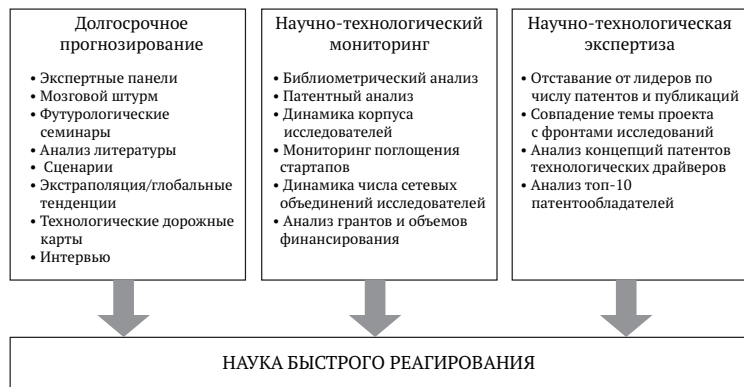 Долгосрочное
прогнозирование
• Экспертные панели
• Мозговой штурм
• Футурологические
семинары
• Анализ литературы
• Сценарии
• Экстраполяция/глобальные
тенденции
• Технологические дорожные
карты
• Интервью
Научно-технологический
мониторинг
• Библиометрический анализ
• Патентный анализ
• Динамика корпуса
исследователей
• Мониторинг поглощения
стартапов
• Динамика числа сетевых
объединений исследователей
• Анализ грантов и объемов
финансирования
Научно-технологическая
экспертиза
• Отставание от лидеров по
числу патентов и публикаций
• Совпадение темы проекта
с фронтами исследований
• Анализ концепций патентов
технологических драйверов
• Анализ топ-10
патентообладателей
НАУКА БЫСТРОГО РЕАГИРОВАНИЯ